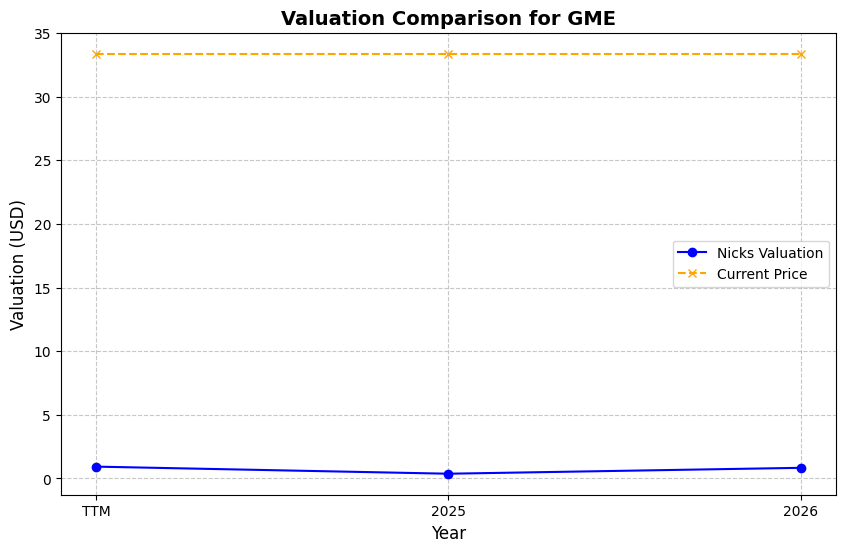 Valuation Comparison for GME
Valuation (USD)
35
30
25
20
15
10
5
0
Nicks Valuation
Current Price
TTM
2025
2026
Year